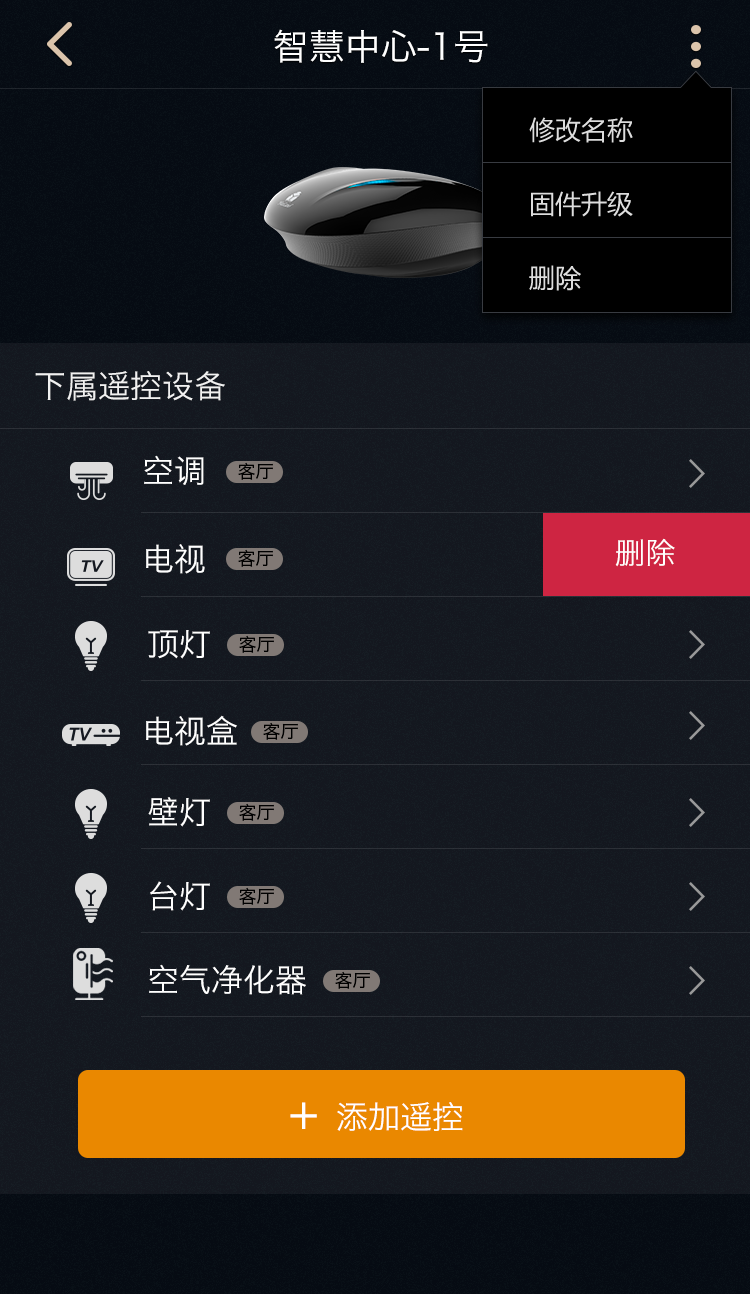 智慧中心-1号
修改名称
固件升级
删除
下属遥控设备
空调 客厅
TV 电视 客厅 删除
顶灯 客厅
TV 电视盒 客厅
壁灯 客厅
台灯 客厅
空气净化器 客厅
+ 添加遥控